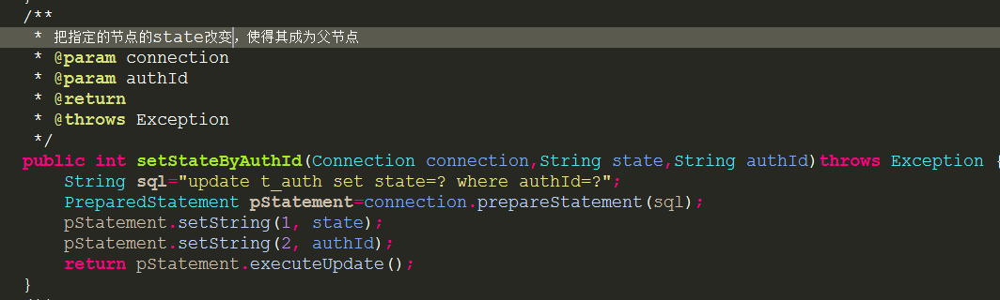 /**
 * 把指定的节点的state改变，使得其成为父节点
 * @param connection
 * @param authId
 * @return
 * @throws Exception
 */
public int setStateByAuthId(Connection connection,String state,String authId)throws Exception {
    String sql="update t_auth set state=? where authId=?";
    PreparedStatement pStatement=connection.prepareStatement(sql);
    pStatement.setString(1, state);
    pStatement.setString(2, authId);
    return pStatement.executeUpdate();
}